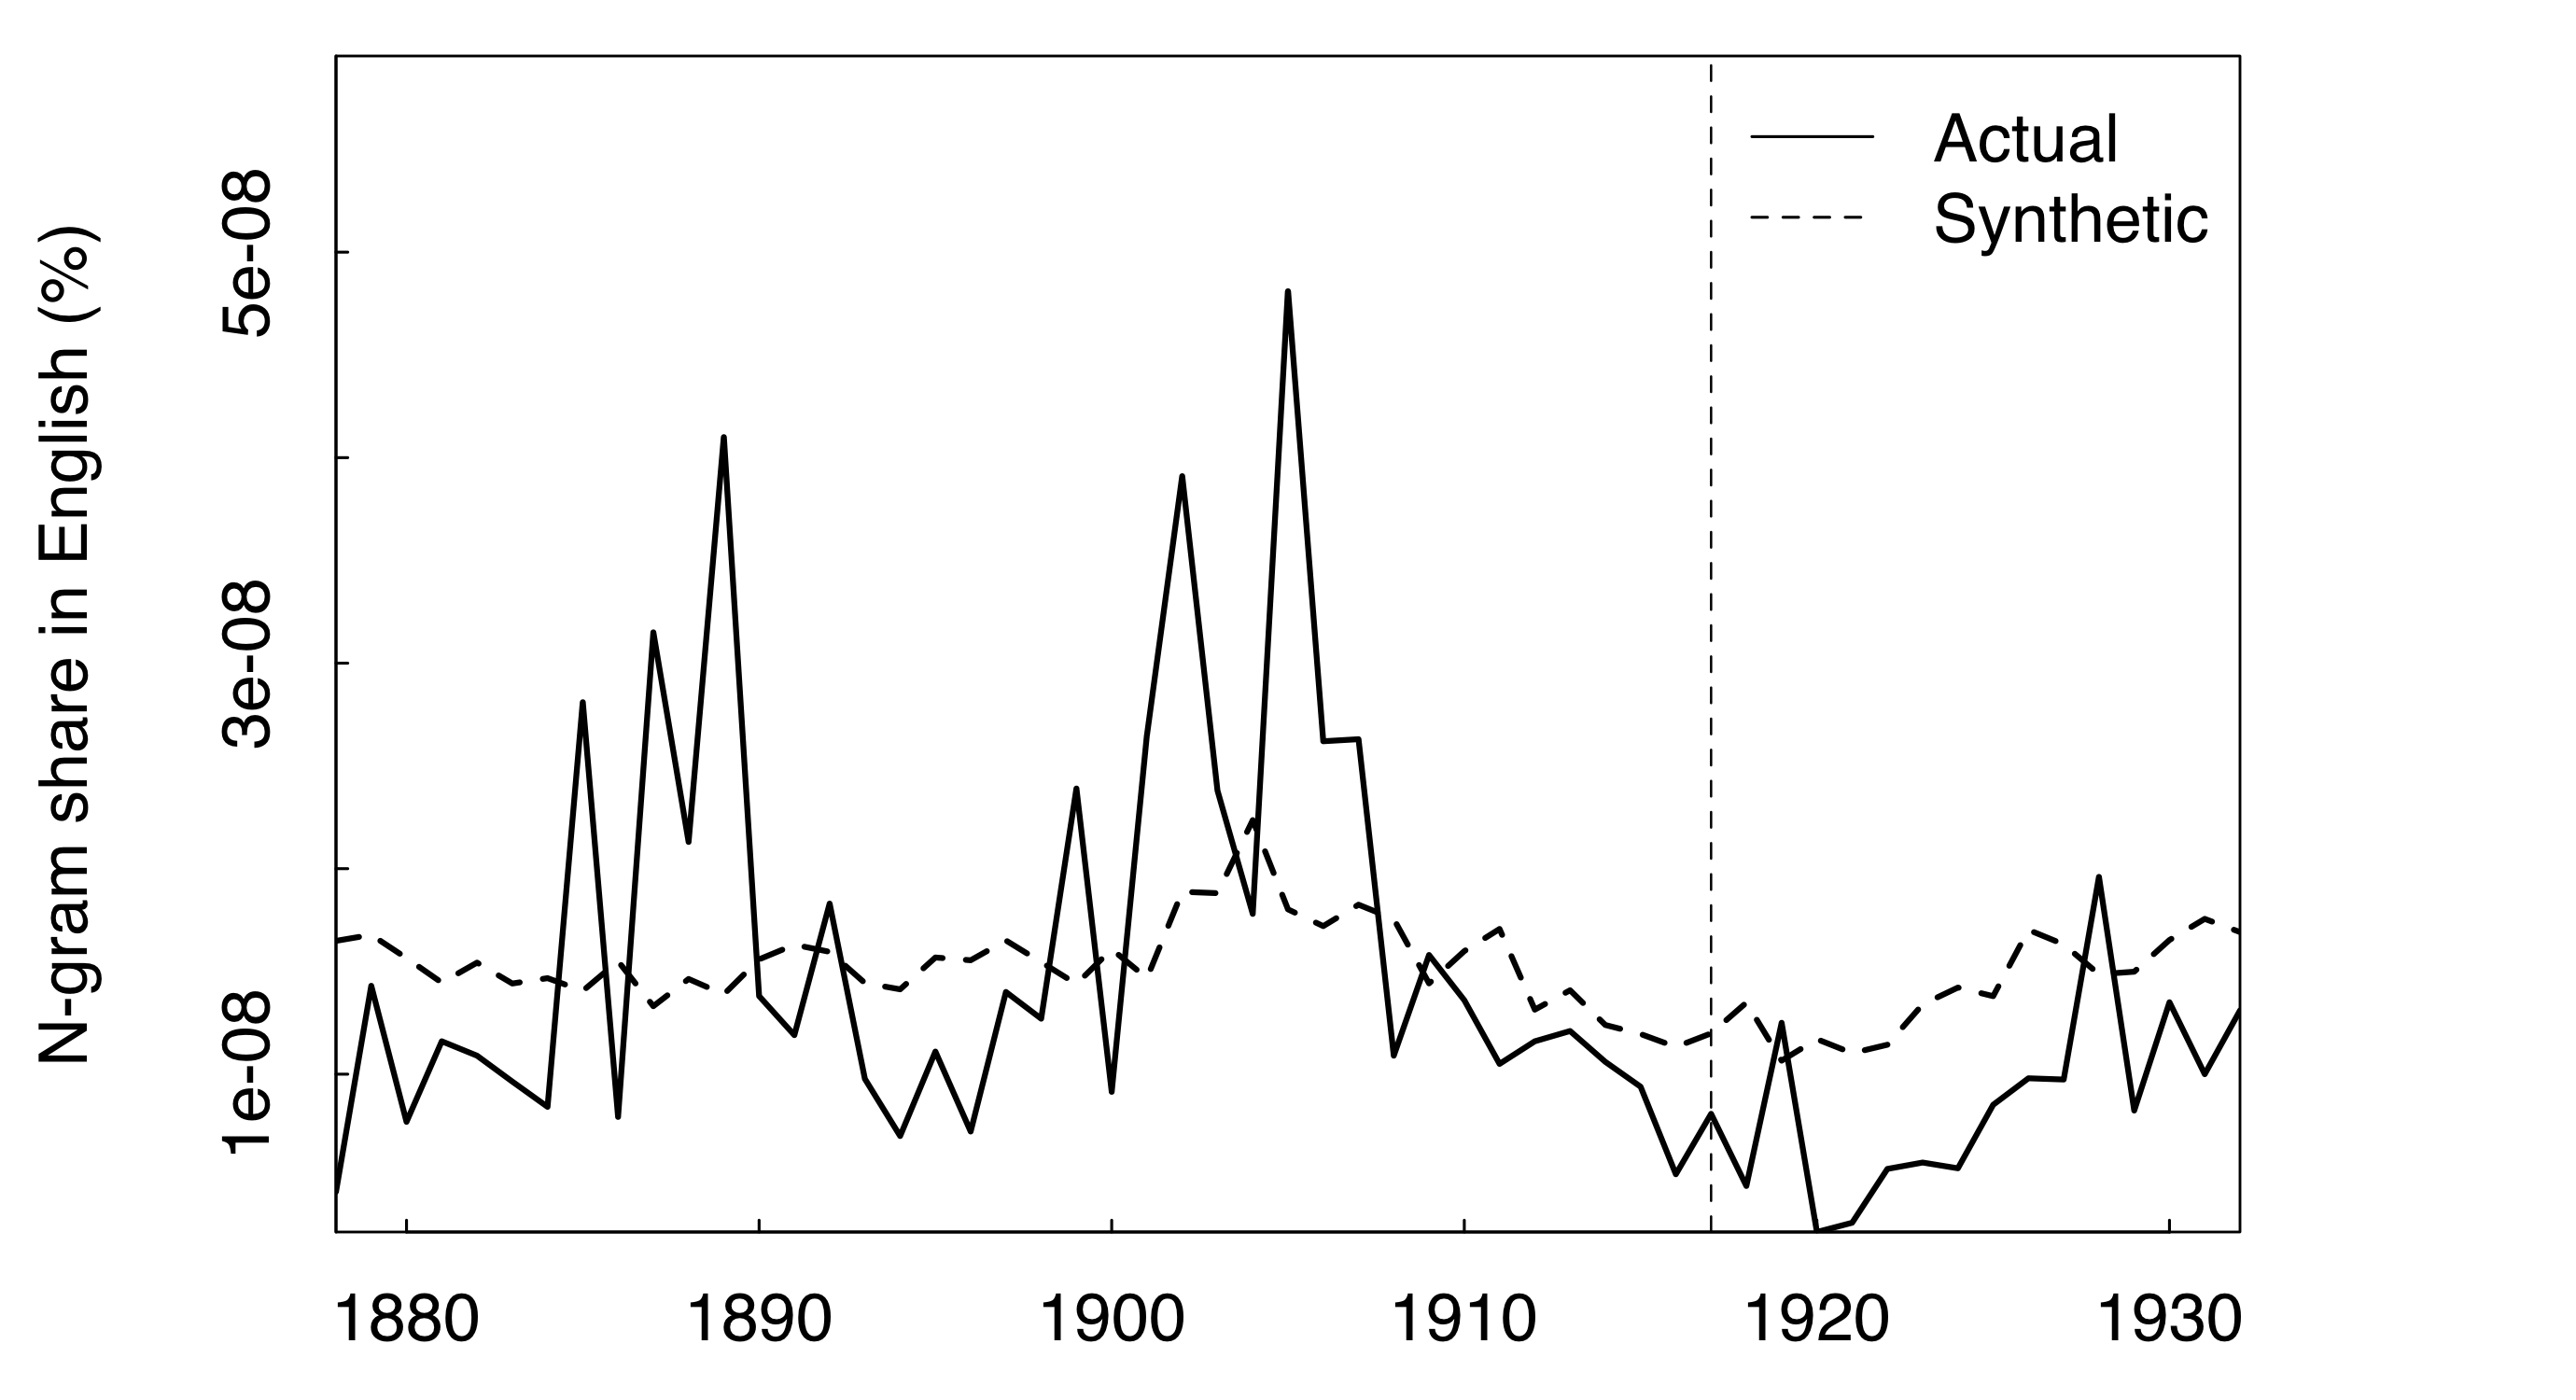 N-gram share in English (%)
5e-08
3e-08
1e-08
Actual
Synthetic
1880 1890 1900 1910 1920 1930